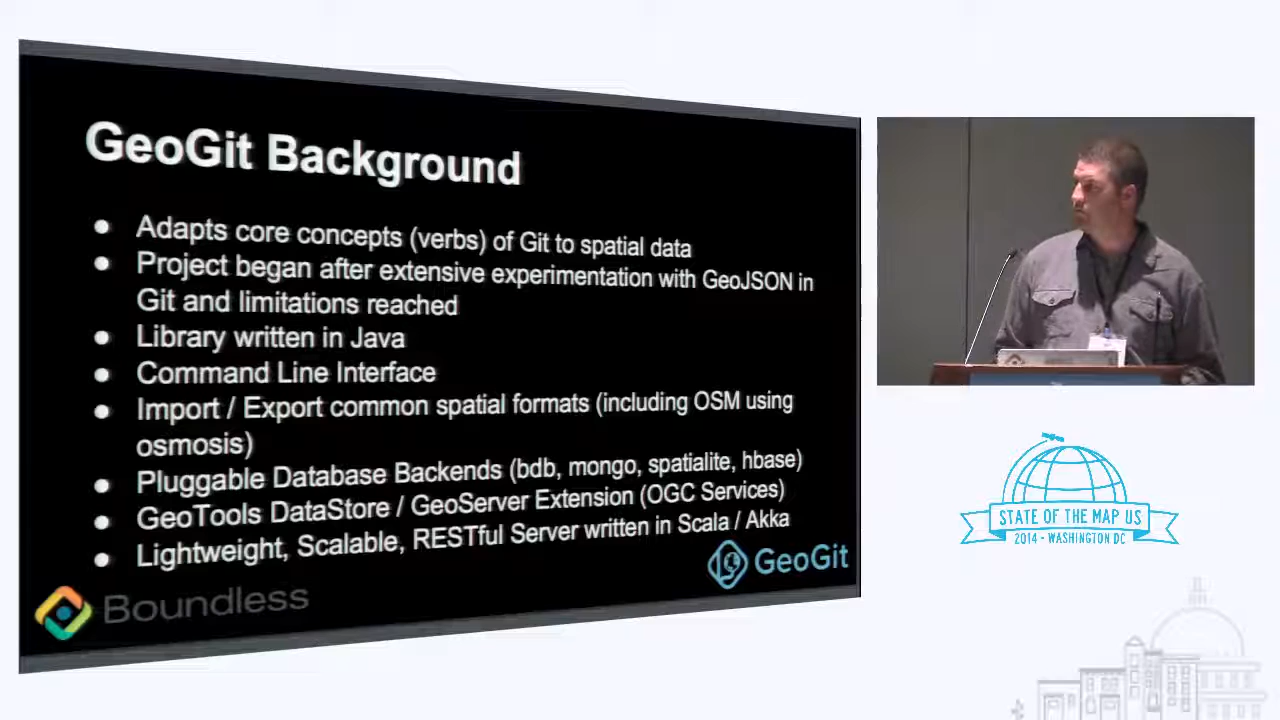 GeoGit Background
● Adapts core concepts (verbs) of Git to spatial data
● Project began after extensive experimentation with GeoJSON in
Git and limitations reached
● Library written in Java
● Command Line Interface
● Import / Export common spatial formats (including OSM using
osmosis)
● Pluggable Database Backends (bdb, mongo, spatialite, hbase)
● GeoTools DataStore / GeoServer Extension (OGC Services)
● Lightweight, Scalable, RESTful Server written in Scala / Akka
GeoGit
Boundless
STATE OF THE MAP US
2014 - WASHINGTON DC